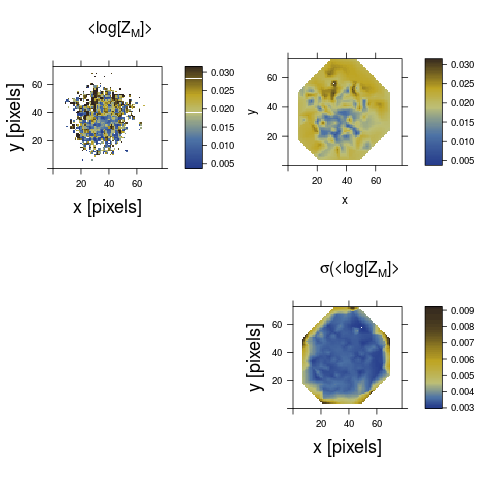 <log[Z_M]>
0.030
0.025
0.020
0.015
0.010
0.005
60
40
20
y [pixels]
20 40 60
x [pixels]
0.030
0.025
0.020
0.015
0.010
0.005
60
40
20
y
20 40 60
x
σ(<log[Z_M]>
0.009
0.008
0.007
0.006
0.005
0.004
0.003
60
40
20
y [pixels]
20 40 60
x [pixels]